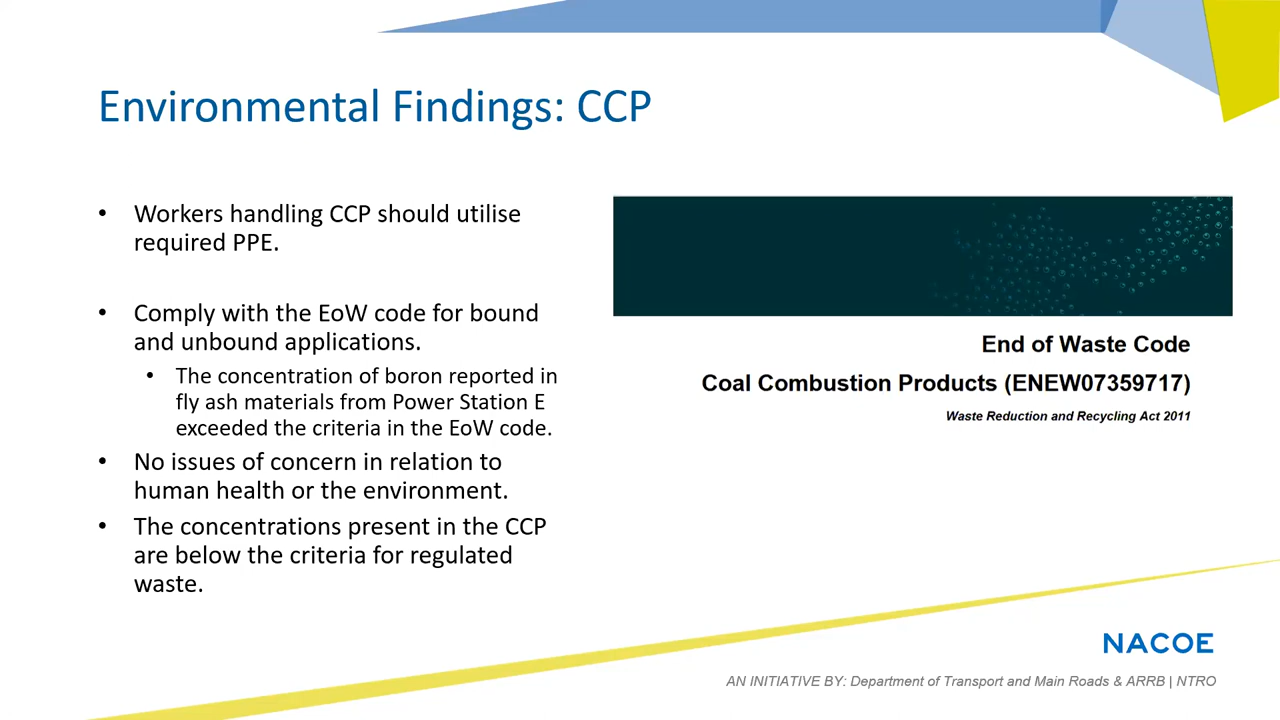 Environmental Findings: CCP
• Workers handling CCP should utilise
required PPE.
• Comply with the EoW code for bound
and unbound applications.
• The concentration of boron reported in
fly ash materials from Power Station E
exceeded the criteria in the EoW code.
• No issues of concern in relation to
human health or the environment.
• The concentrations present in the CCP
are below the criteria for regulated
waste.
End of Waste Code
Coal Combustion Products (ENEW07359717)
Waste Reduction and Recycling Act 2011
NACOE
AN INITIATIVE BY: Department of Transport and Main Roads & ARRB | NTRO